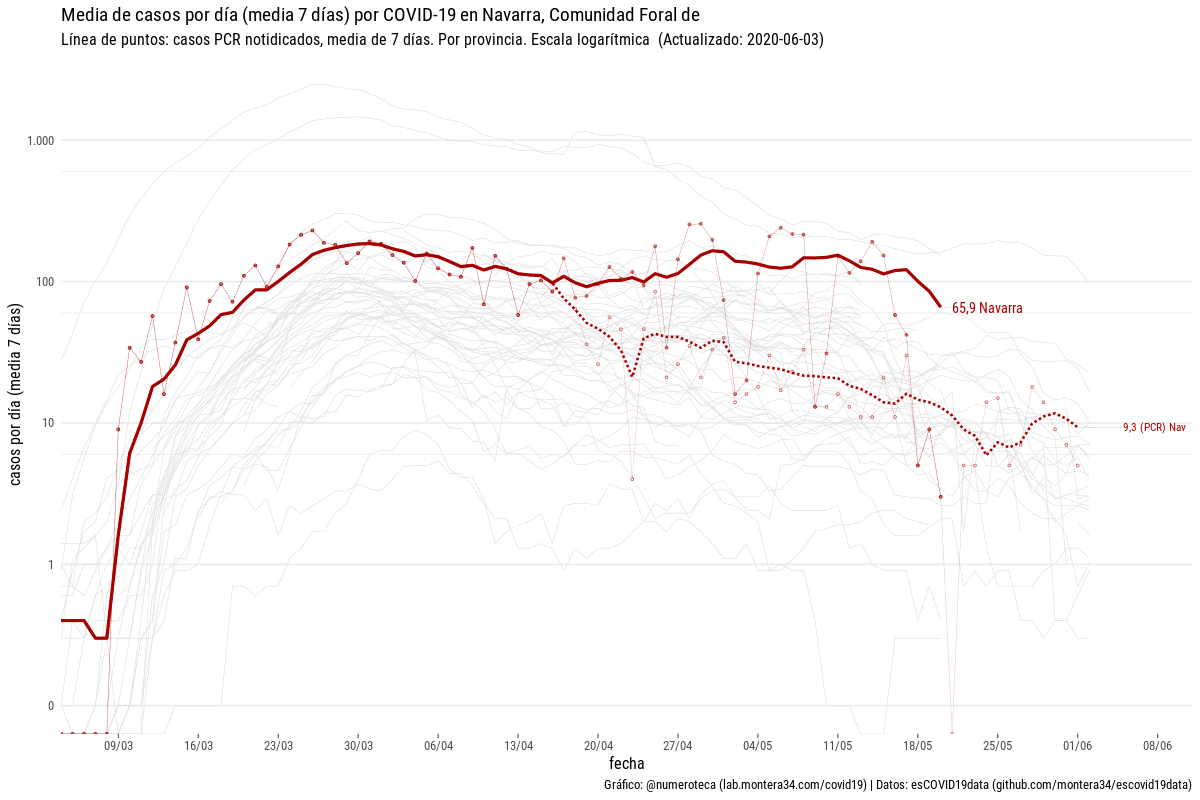 Media de casos por día (media 7 días) por COVID-19 en Navarra, Comunidad Foral de
Línea de puntos: casos PCR notidicados, media de 7 días. Por provincia. Escala logarítmica (Actualizado: 2020-06-03)
casos por día (media 7 días)
1.000
100
10
1
0
65,9 Navarra
9,3 (PCR) Nav
09/03
16/03
23/03
30/03
06/04
13/04
20/04
27/04
04/05
11/05
18/05
25/05
01/06
08/06
fecha
Gráfico: @numeroteca (lab.montera34.com/covid19) | Datos: esCOVID19data (github.com/montera34/escovid19data)